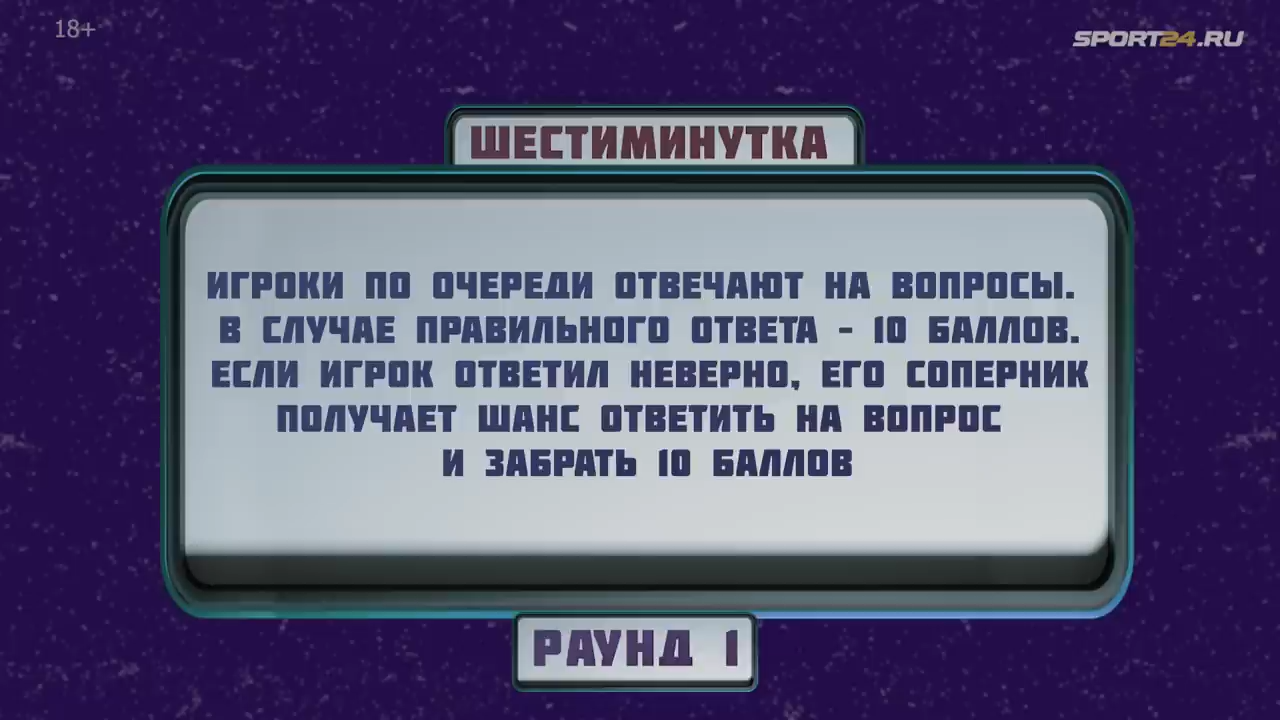 18+
SPORT24.RU
ШЕСТИМИНУТКА
ИГРОКИ ПО ОЧЕРЕДИ ОТВЕЧАЮТ НА ВОПРОСЫ.
В СЛУЧАЕ ПРАВИЛЬНОГО ОТВЕТА - 10 БАЛЛОВ.
ЕСЛИ ИГРОК ОТВЕТИЛ НЕВЕРНО, ЕГО СОПЕРНИК
ПОЛУЧАЕТ ШАНС ОТВЕТИТЬ НА ВОПРОС
И ЗАБРАТЬ 10 БАЛЛОВ
РАУНД 1